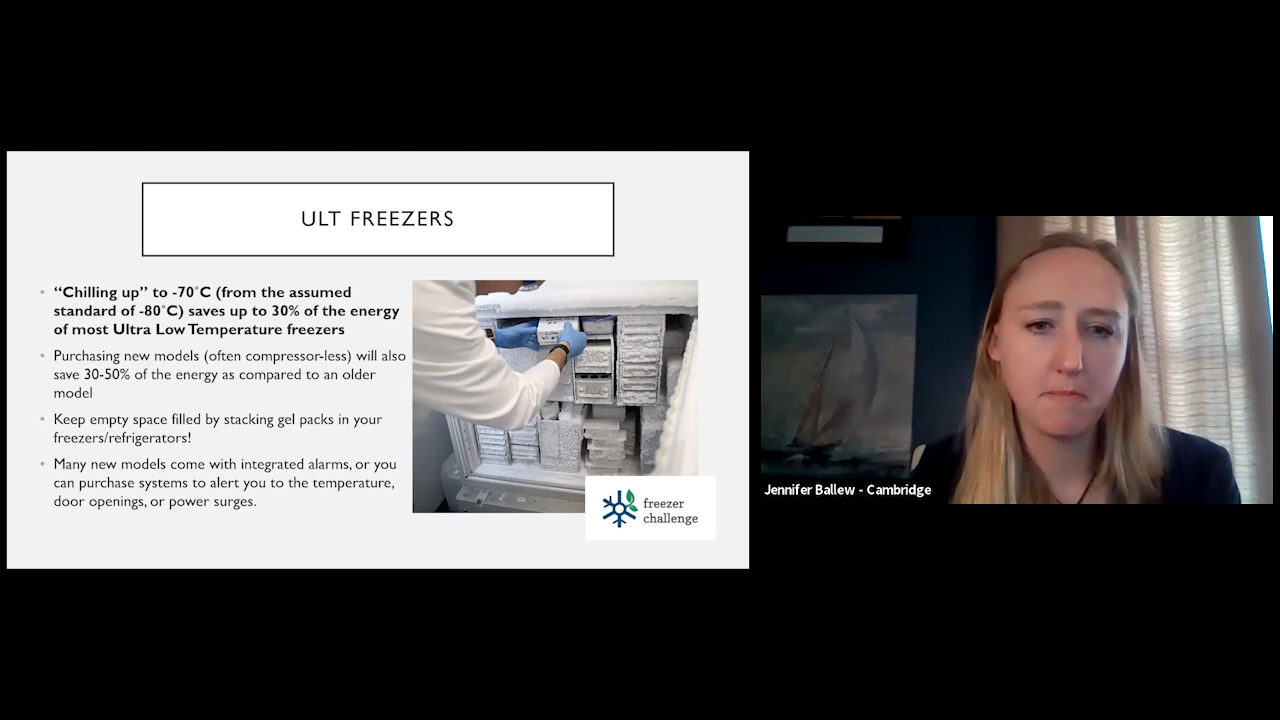 ULT FREEZERS
“Chilling up” to -70˚C (from the assumed
standard of -80˚C) saves up to 30% of the energy
of most Ultra Low Temperature freezers
Purchasing new models (often compressor-less) will also
save 30-50% of the energy as compared to an older
model
Keep empty space filled by stacking gel packs in your
freezers/refrigerators!
Many new models come with integrated alarms, or you
can purchase systems to alert you to the temperature,
door openings, or power surges.
freezer
challenge
Jennifer Ballew - Cambridge